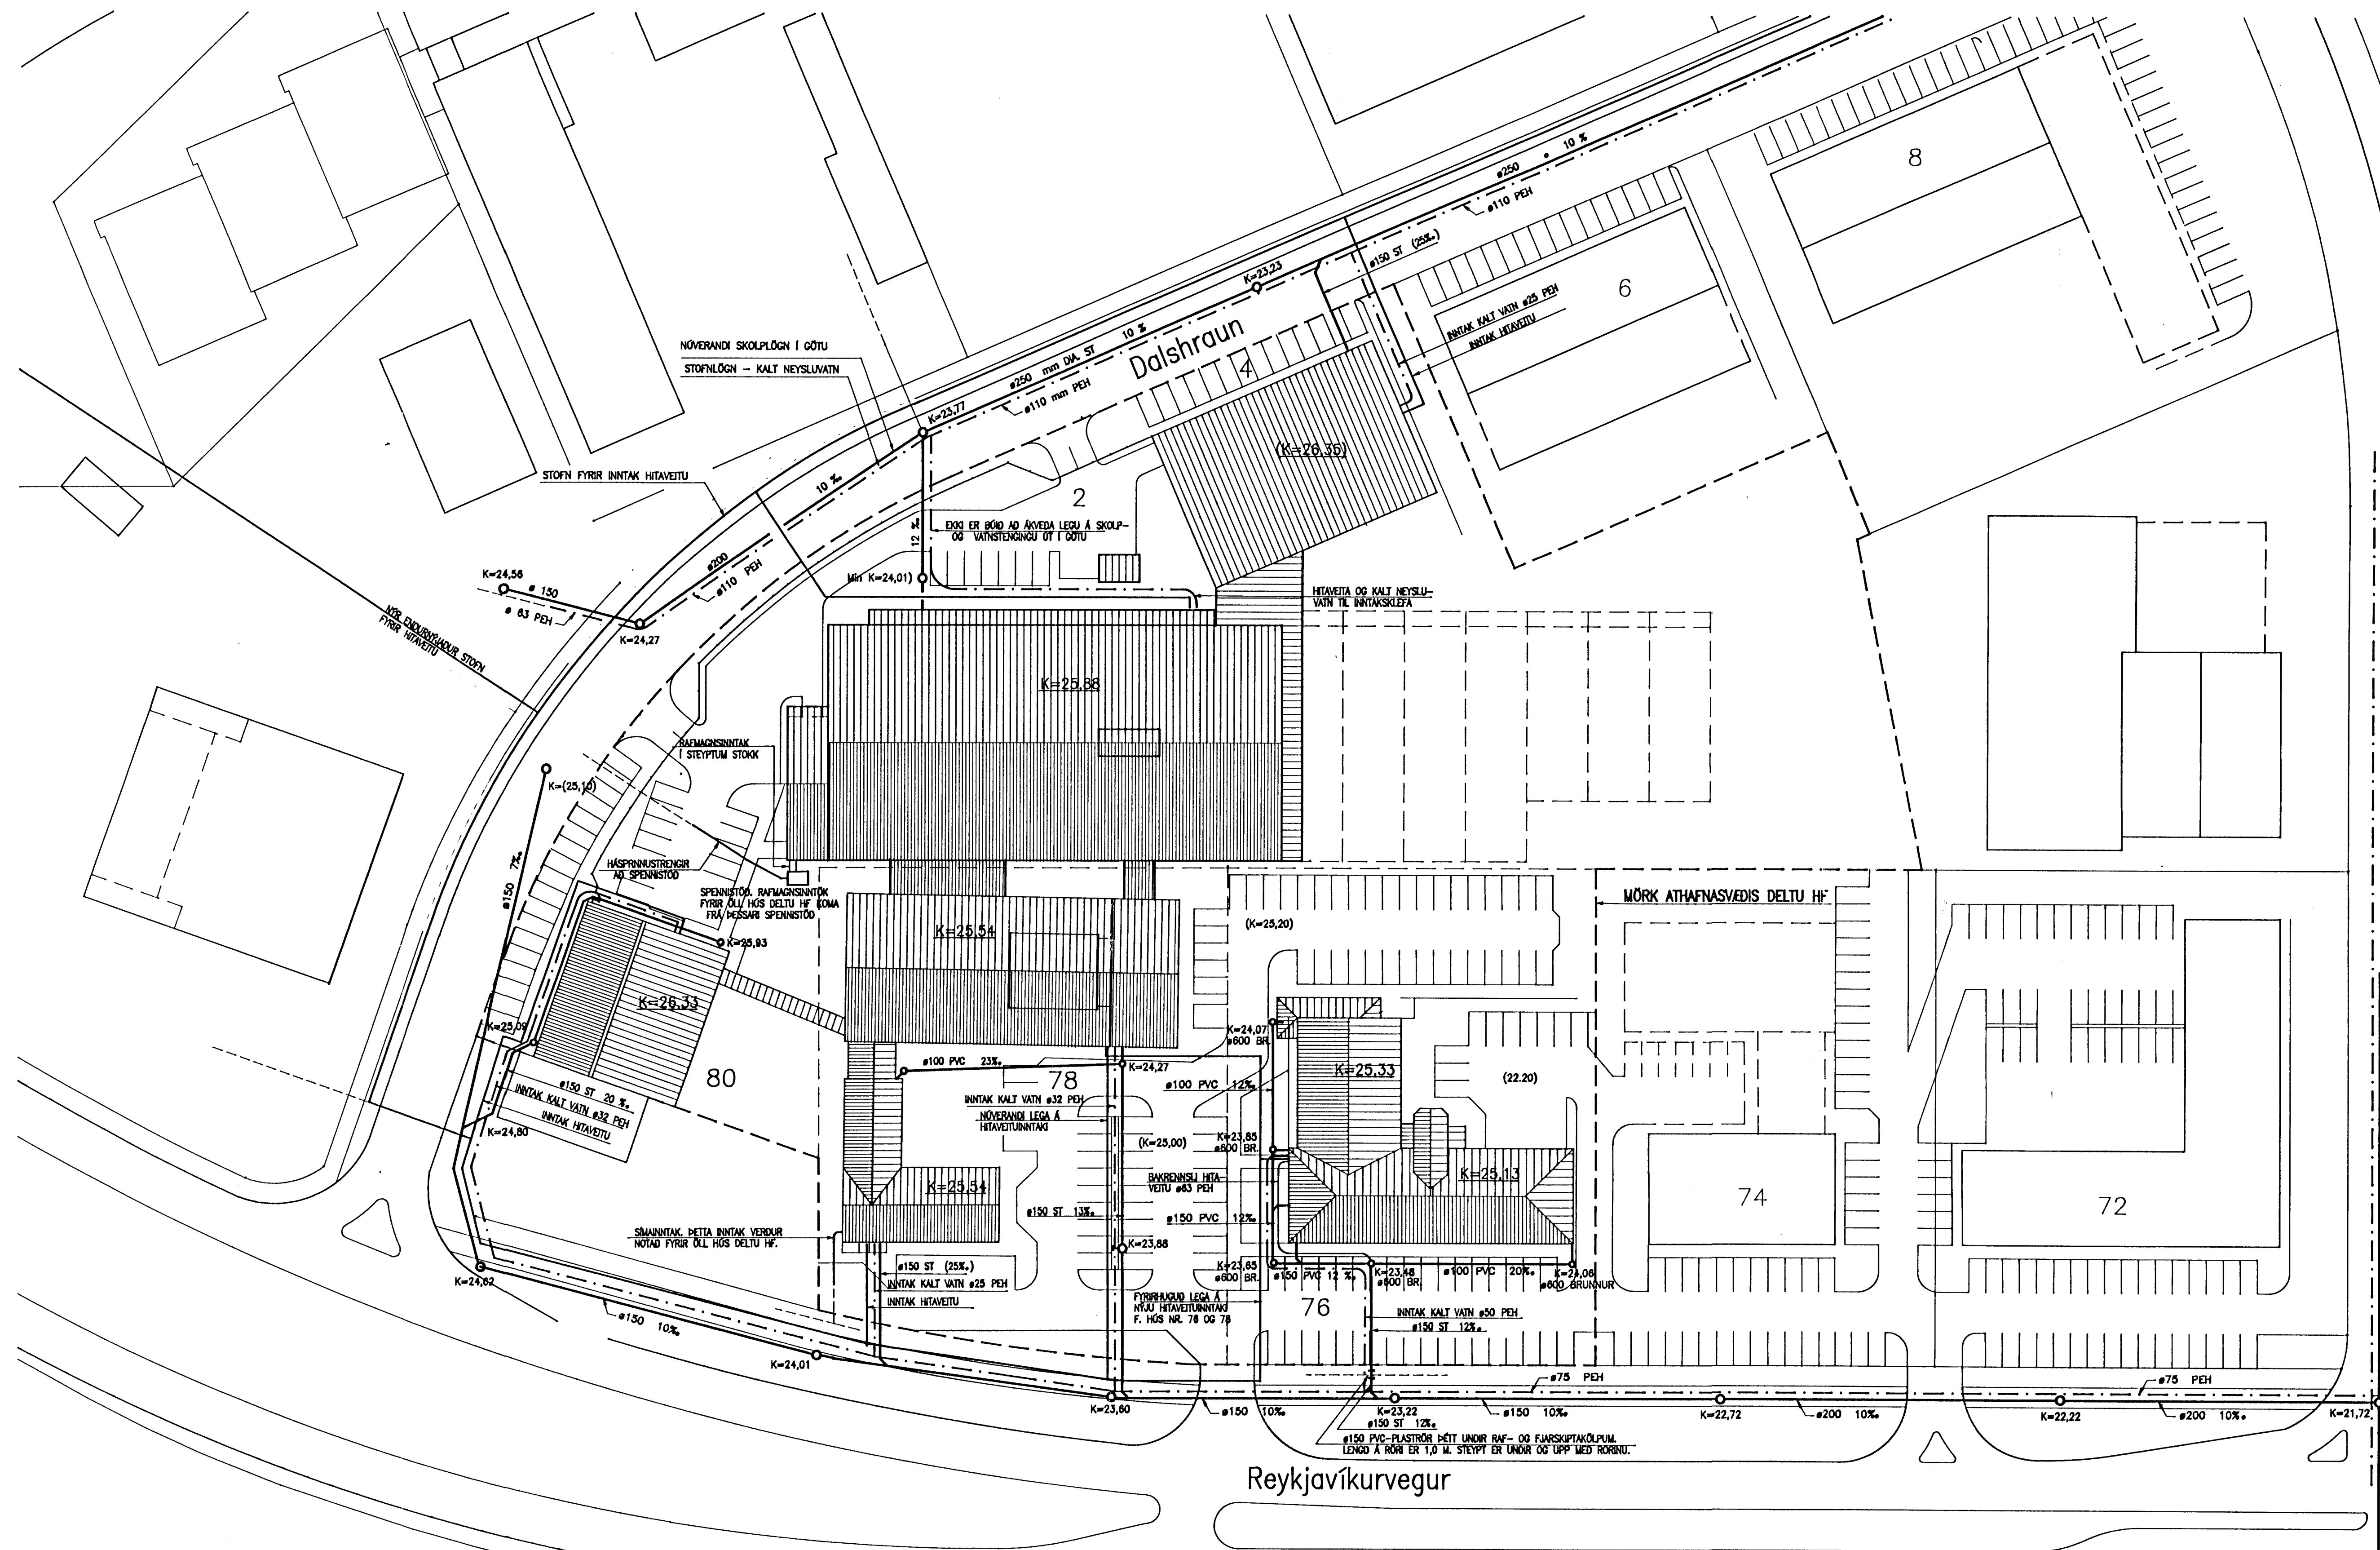 8
ø250 • 10 ‰
ø110 PEH
ø150 ST (25‰)
K=23,23
6
INNTAK KALT VATN ø25 PEH
INNTAK HITAVEITU
Dalshraun
ø250 mm DIA. ST 10 ‰
ø110 mm PEH
4
NÚVERANDI SKOLPLÖGN Í GÖTU
STOFNLÖGN - KALT NEYSLUVATN
K=23,77
(K=26,35)
STOFN FYRIR INNTAK HITAVEITU
10 ‰
2
EKKI ER BÚIÐ AÐ ÁKVEDA LEGU Á SKOLP-
OG VATNSTENGINGU ÚT Í GÖTU
12 ‰
Min K=24,01)
ø200
ø110 PEH
K=24,56
ø 150
ø 63 PEH
K=24,27
NÝR ENDURNÝJAÐUR STOFN
FYRIR HITAVEITU
HITAVEITA OG KALT NEYSLU-
VATN TIL INNTAKSKLEFA
K=25,88
RAFMAGNSINNTAK
Í STEYPTUM STOKK
K=(25,10)
ø150 7‰
HÁSPRNNUSTRENGIR
AÐ SPENNISTÖÐ
SPENNISTÖÐ. RAFMAGNSINNTÖK
FYRIR ÖLL HÚS DELTU HF KOMA
FRÁ ÞESSARI SPENNISTÖÐ
MÖRK ATHAFNASVÆÐIS DELTU HF
(K=25,20)
K=25,54
K=25,93
K=26,33
K=25,09
80
ø150 ST 20 ‰
INNTAK KALT VATN ø32 PEH
INNTAK HITAVEITU
K=24,80
ø100 PVC 23‰
78
K=24,27
K=24,07
ø600 BR.
ø100 PVC 12‰
K=25,33
(22.20)
INNTAK KALT VATN ø32 PEH
NÚVERANDI LEGA Á
HITAVEITUINNTAKI
(K=25,00)
K=23,85
ø600 BR.
BAKRENNSLI HITA-
VEITU ø63 PEH
K=25,13
K=25,54
74
72
ø150 ST 13‰
ø150 PVC 12‰
SÍMAINNTAK. ÞETTA INNTAK VERÐUR
NOTAÐ FYRIR ÖLL HÚS DELTU HF.
K=23,88
ø150 ST (25‰)
INNTAK KALT VATN ø25 PEH
INNTAK HITAVEITU
K=24,62
K=23,65
ø600 BR.
ø150 PVC 12 ‰
K=23,48
ø600 BR.
ø100 PVC 20‰
K=24,06
ø600 BRUNNUR
FYRIRHUGUÐ LEGA Á
NÝJU HITAVEITUINNTAKI
F. HÚS NR. 76 OG 78
76
INNTAK KALT VATN ø50 PEH
ø150 ST 12‰
ø150 10‰
K=24,01
K=23,60
ø150 10‰
K=23,22
ø75 PEH
ø150 10‰
K=22,72
ø200 10‰
K=22,22
ø75 PEH
ø200 10‰
K=21,72
ø150 ST 12‰
ø150 PVC-PLASTRÖR ÞÉTT UNDIR RAF- OG FJARSKIPTAKÖLPUM.
LENGD Á RÖRI ER 1,0 M. STEYPT ER UNDIR OG UPP MEÐ RÖRINU.
Reykjavíkurvegur